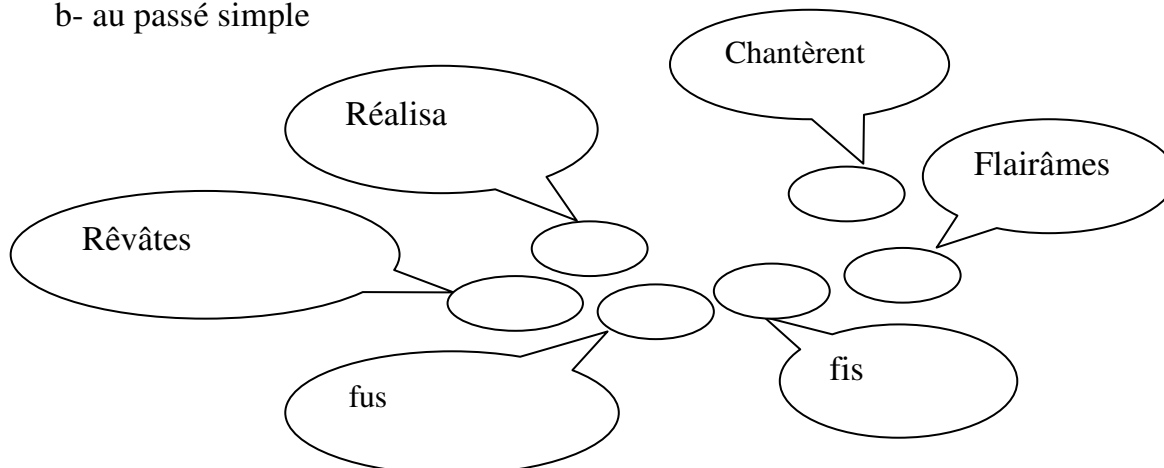 b- au passé simple
Chantèrent
Réalisa
Flairâmes
Rêvâtes
fis
fus